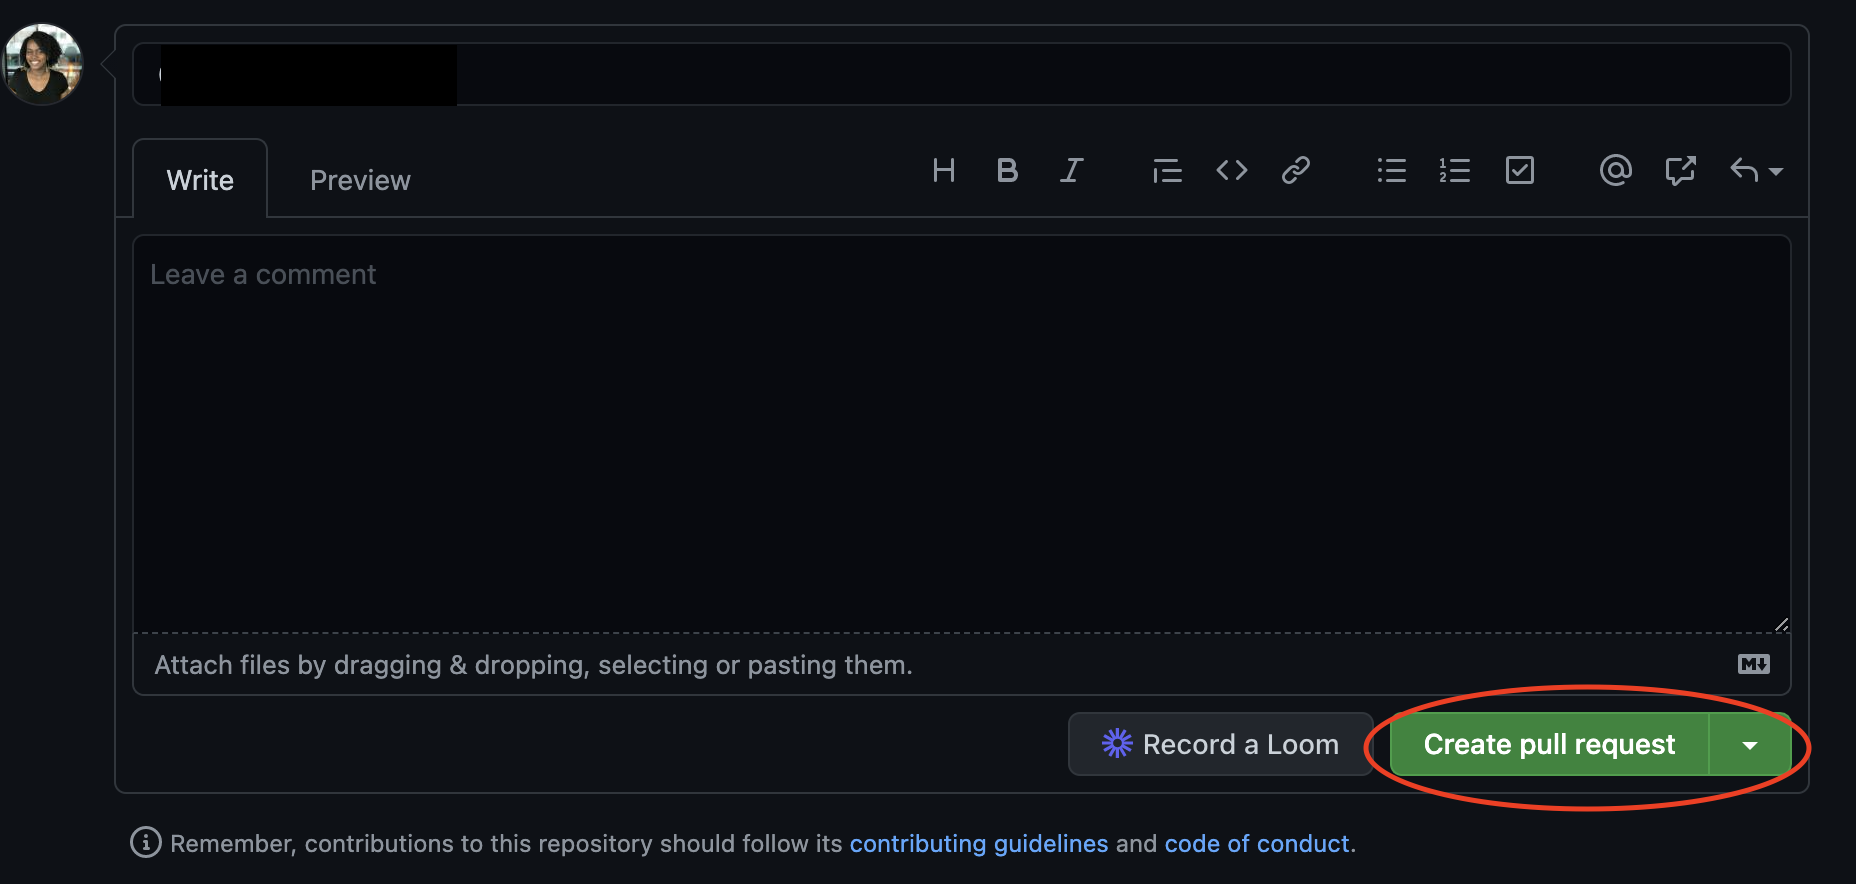 Write Preview
Leave a comment
Attach files by dragging & dropping, selecting or pasting them.
Record a Loom Create pull request
Remember, contributions to this repository should follow its contributing guidelines and code of conduct.